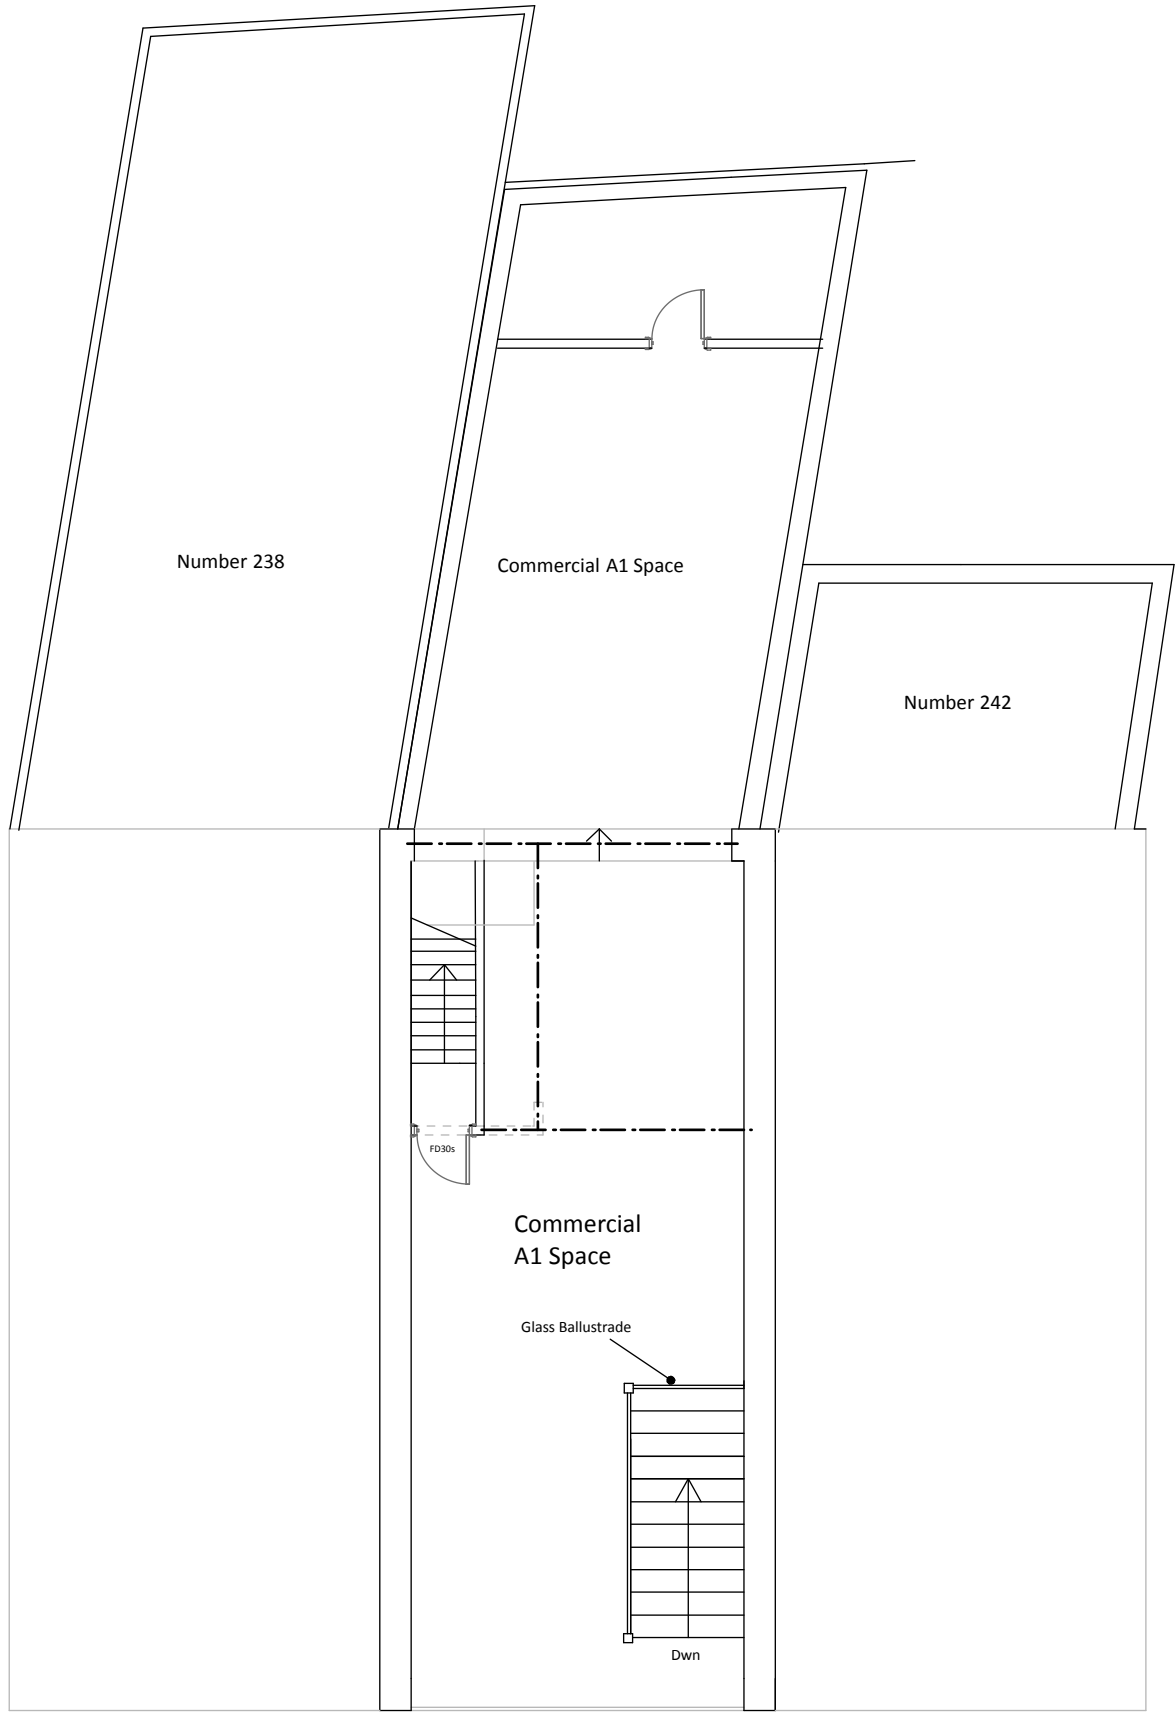 Number 238
Commercial A1 Space
Number 242
FD30s
Commercial
A1 Space
Glass Ballustrade
Dwn